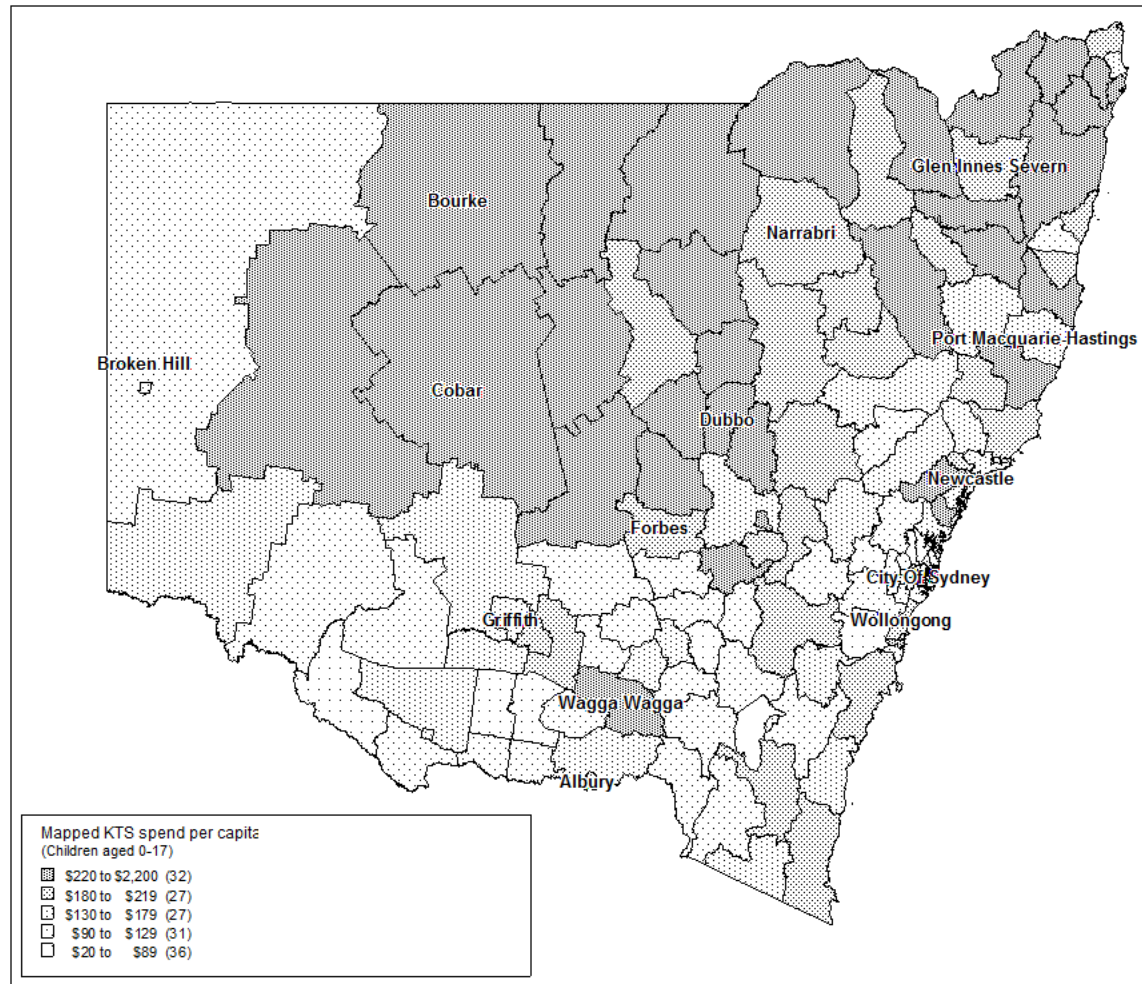 Glen Innes Severn
Bourke
Narrabri
Port Macquarie-Hastings
Broken Hill
Cobar
Dubbo
Newcastle
Forbes
City Of Sydney
Griffith
Wollongong
Wagga Wagga
Albury
Mapped KTS spend per capita
(Children aged 0-17)
$220 to $2,200 (32)
$180 to $219 (27)
$130 to $179 (27)
$90 to $129 (31)
$20 to $89 (36)